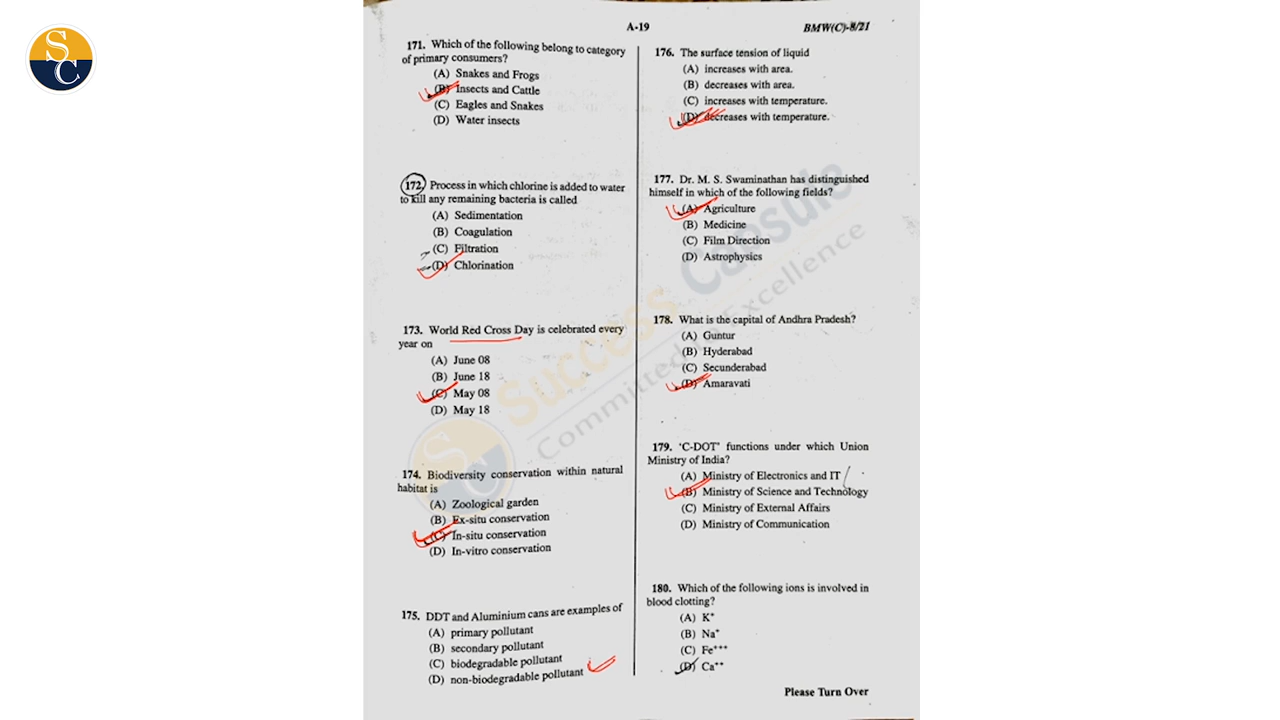 S
C
A-19
BMW(C)-8/21
171. Which of the following belong to category
of primary consumers?
(A) Snakes and Frogs
(B) Insects and Cattle
(C) Eagles and Snakes
(D) Water insects
172. Process in which chlorine is added to water
to kill any remaining bacteria is called
(A) Sedimentation
(B) Coagulation
(C) Filtration
(D) Chlorination
173. World Red Cross Day is celebrated every
year on
(A) June 08
(B) June 18
(C) May 08
(D) May 18
174. Biodiversity conservation within natural
habitat is
(A) Zoological garden
(B) Ex-situ conservation
(C) In-situ conservation
(D) In-vitro conservation
175. DDT and Aluminium cans are examples of
(A) primary pollutant
(B) secondary pollutant
(C) biodegradable pollutant
(D) non-biodegradable pollutant
176. The surface tension of liquid
(A) increases with area.
(B) decreases with area.
(C) increases with temperature.
(D) decreases with temperature.
177. Dr. M. S. Swaminathan has distinguished
himself in which of the following fields?
(A) Agriculture
(B) Medicine
(C) Film Direction
(D) Astrophysics
178. What is the capital of Andhra Pradesh?
(A) Guntur
(B) Hyderabad
(C) Secunderabad
(D) Amaravati
179. 'C-DOT' functions under which Union
Ministry of India?
(A) Ministry of Electronics and IT
(B) Ministry of Science and Technology
(C) Ministry of External Affairs
(D) Ministry of Communication
180. Which of the following ions is involved in
blood clotting?
(A) K⁺
(B) Na⁺
(C) Fe⁺⁺⁺
(D) Ca⁺⁺
Please Turn Over
Success Capsule
Committed to Excellence